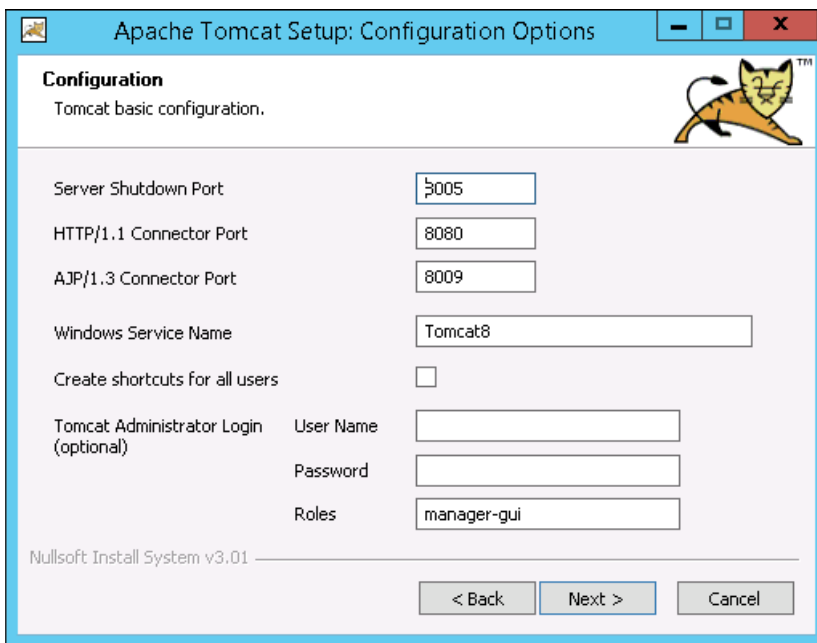 Apache Tomcat Setup: Configuration Options
Configuration
Tomcat basic configuration.
TM
Server Shutdown Port
HTTP/1.1 Connector Port 8080
AJP/1.3 Connector Port 8009
Windows Service Name Tomcat8
Create shortcuts for all users
Tomcat Administrator Login User Name
(optional)
Password
Roles manager-gui
Nullsoft Install System v3.01
< Back Next > Cancel